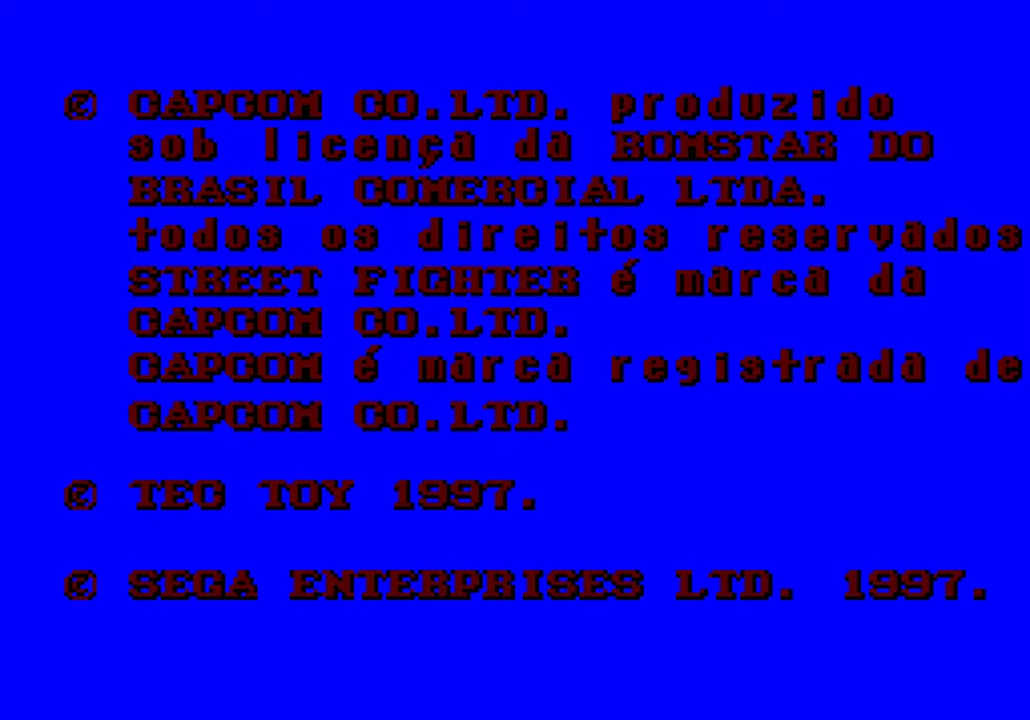 © CAPCOM CO.LTD. produzido
sob licença da ROMSTAR DO
BRASIL COMERCIAL LTDA.
todos os direitos reservados
STREET FIGHTER é marca da
CAPCOM CO.LTD.
CAPCOM é marca registrada de
CAPCOM CO.LTD.
© TEC TOY 1997.
© SEGA ENTERPRISES LTD. 1997.